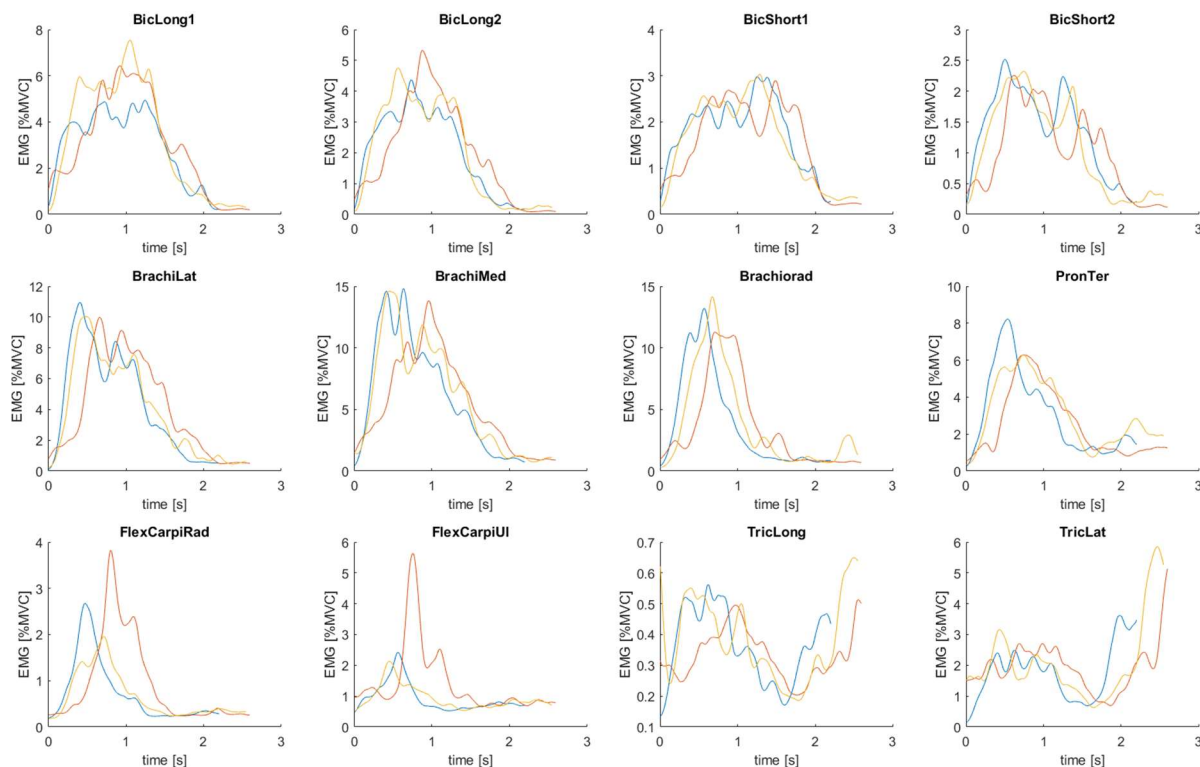 BicLong1
BicLong2
BicShort1
BicShort2
8
6
4
2
0
EMG [%MVC]
0 1 2 3
time [s]
6
5
4
3
2
1
0
EMG [%MVC]
0 1 2 3
time [s]
4
3
2
1
0
EMG [%MVC]
0 1 2 3
time [s]
3
2.5
2
1.5
1
0.5
0
EMG [%MVC]
0 1 2 3
time [s]
BrachiLat
BrachiMed
Brachiorad
PronTer
12
10
8
6
4
2
0
EMG [%MVC]
0 1 2 3
time [s]
15
10
5
0
EMG [%MVC]
0 1 2 3
time [s]
15
10
5
0
EMG [%MVC]
0 1 2 3
time [s]
10
8
6
4
2
0
EMG [%MVC]
0 1 2 3
time [s]
FlexCarpiRad
FlexCarpiUl
TricLong
TricLat
4
3
2
1
0
EMG [%MVC]
0 1 2 3
time [s]
6
5
4
3
2
1
0
EMG [%MVC]
0 1 2 3
time [s]
0.7
0.6
0.5
0.4
0.3
0.2
0.1
EMG [%MVC]
0 1 2 3
time [s]
6
5
4
3
2
1
0
EMG [%MVC]
0 1 2 3
time [s]